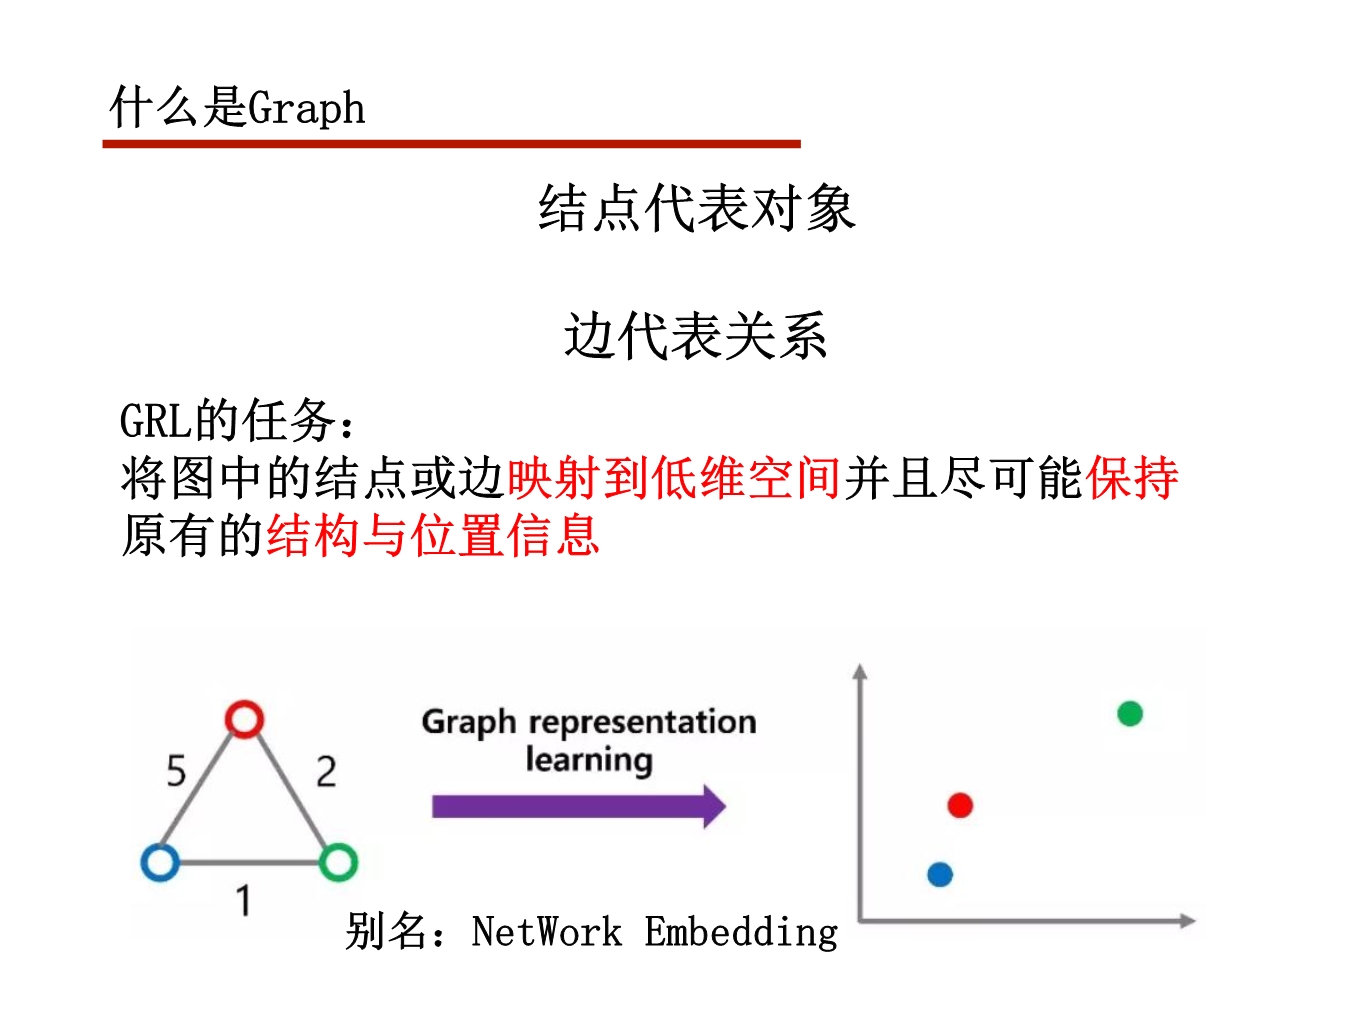 什么是Graph
结点代表对象
边代表关系
GRL的任务：
将图中的结点或边映射到低维空间并且尽可能保持
原有的结构与位置信息
Graph representation
learning
5
2
1
别名：NetWork Embedding